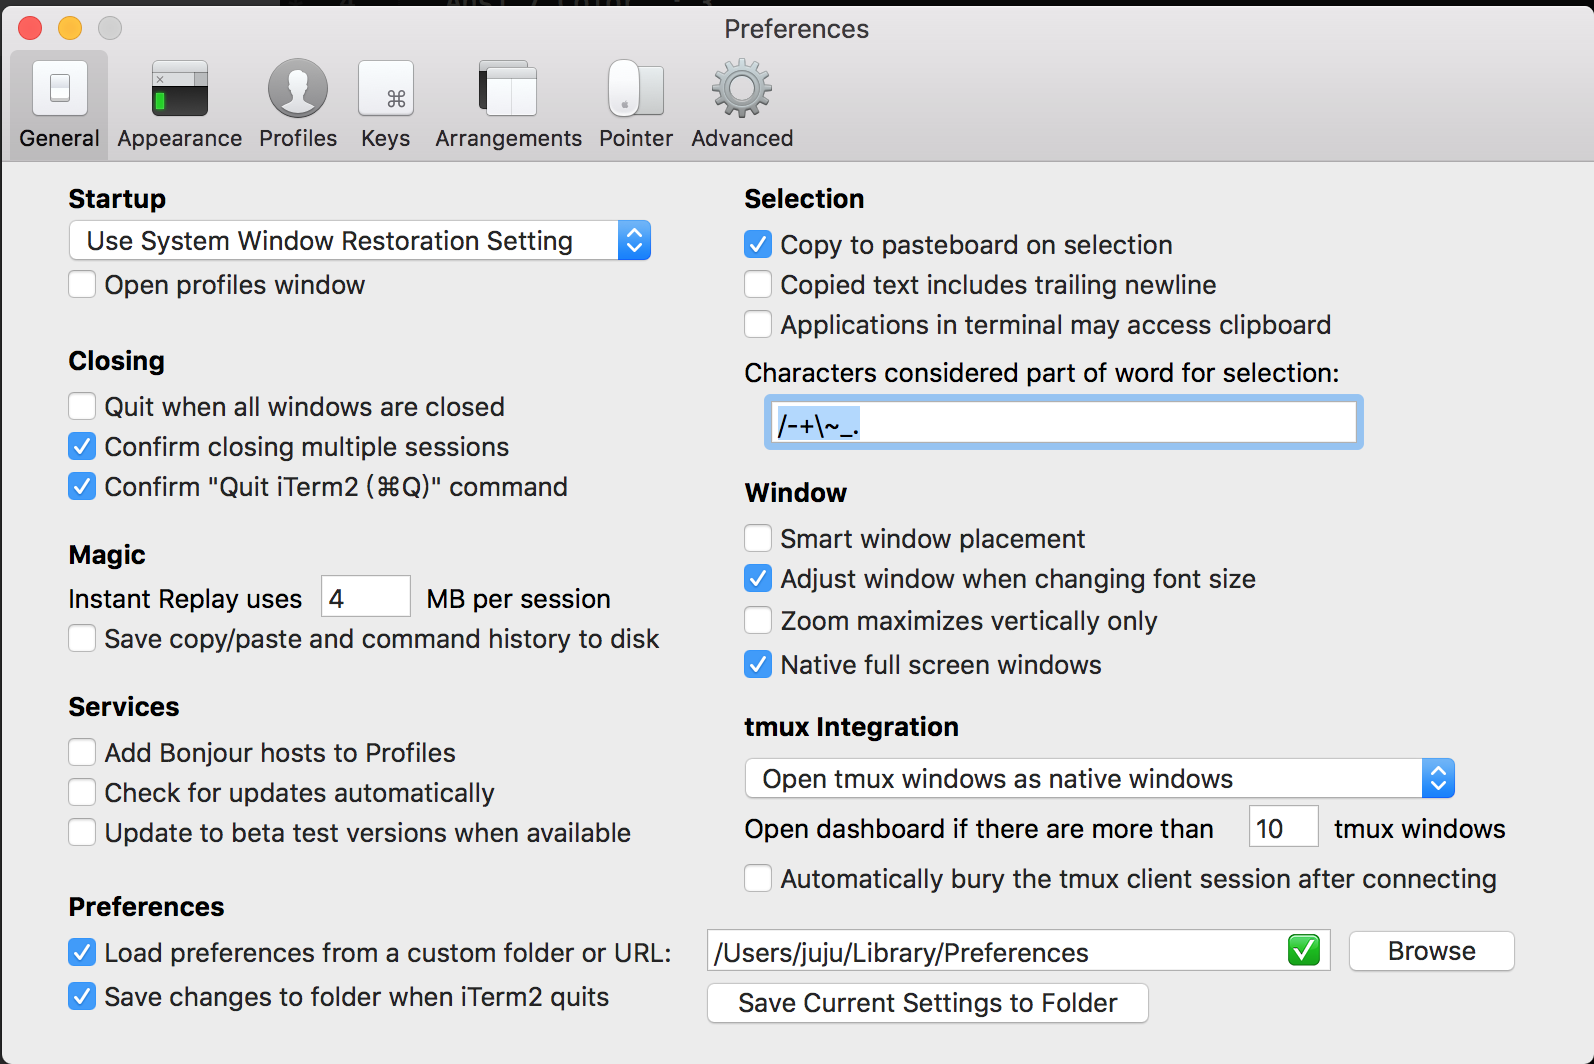 Preferences
General
Appearance
Profiles
Keys
Arrangements
Pointer
Advanced
Startup
Use System Window Restoration Setting
Open profiles window
Closing
Quit when all windows are closed
Confirm closing multiple sessions
Confirm "Quit iTerm2 (⌘Q)" command
Magic
Instant Replay uses 4 MB per session
Save copy/paste and command history to disk
Services
Add Bonjour hosts to Profiles
Check for updates automatically
Update to beta test versions when available
Selection
Copy to pasteboard on selection
Copied text includes trailing newline
Applications in terminal may access clipboard
Characters considered part of word for selection:
/-+\~_.
Window
Smart window placement
Adjust window when changing font size
Zoom maximizes vertically only
Native full screen windows
tmux Integration
Open tmux windows as native windows
Open dashboard if there are more than 10 tmux windows
Automatically bury the tmux client session after connecting
Preferences
Load preferences from a custom folder or URL: /Users/juju/Library/Preferences Browse
Save changes to folder when iTerm2 quits Save Current Settings to Folder